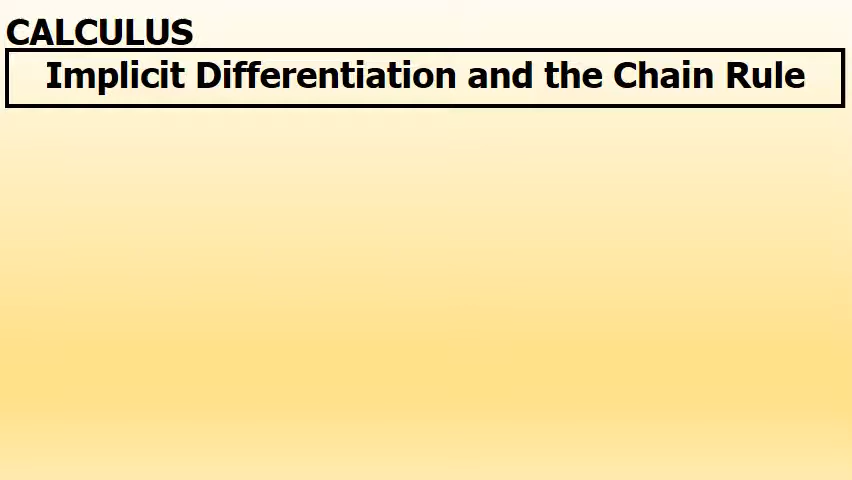 CALCULUS
Implicit Differentiation and the Chain Rule